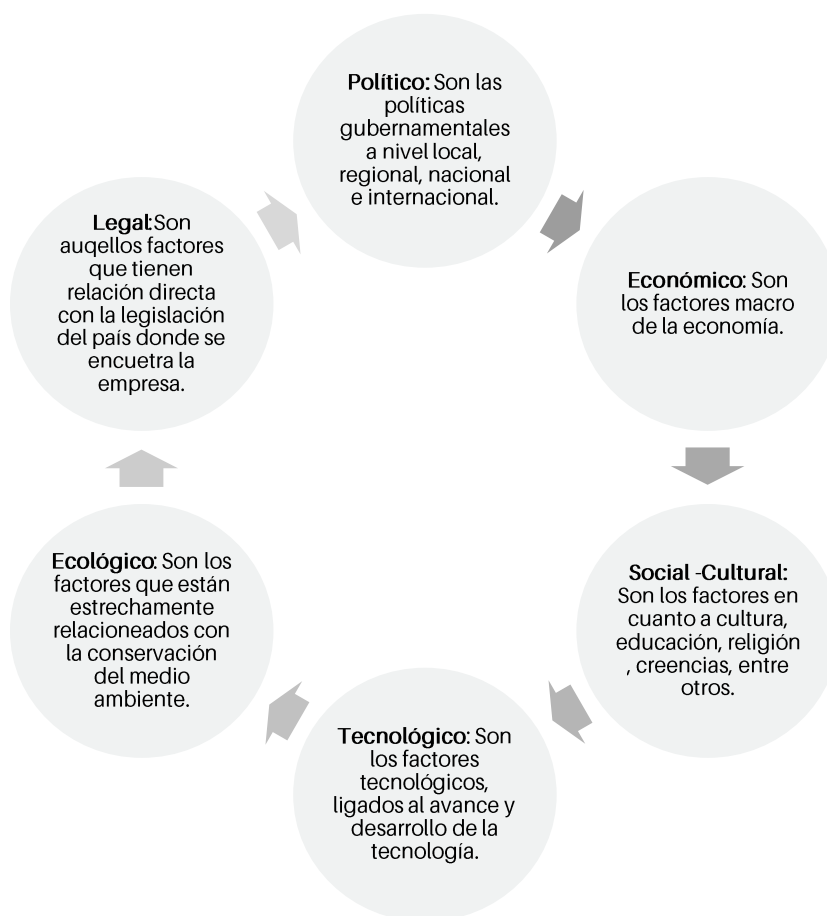 Político: Son las
políticas
gubernamentales
a nivel local,
regional, nacional
e internacional.
Económico: Son
los factores macro
de la economía.
Social -Cultural:
Son los factores en
cuanto a cultura,
educación, religión
, creencias, entre
otros.
Tecnológico: Son
los factores
tecnológicos,
ligados al avance y
desarrollo de la
tecnología.
Ecológico: Son los
factores que están
estrechamente
relacioneados con
la conservación
del medio
ambiente.
Legal:Son
auqellos factores
que tienen
relación directa
con la legislación
del país donde se
encuetra la
empresa.